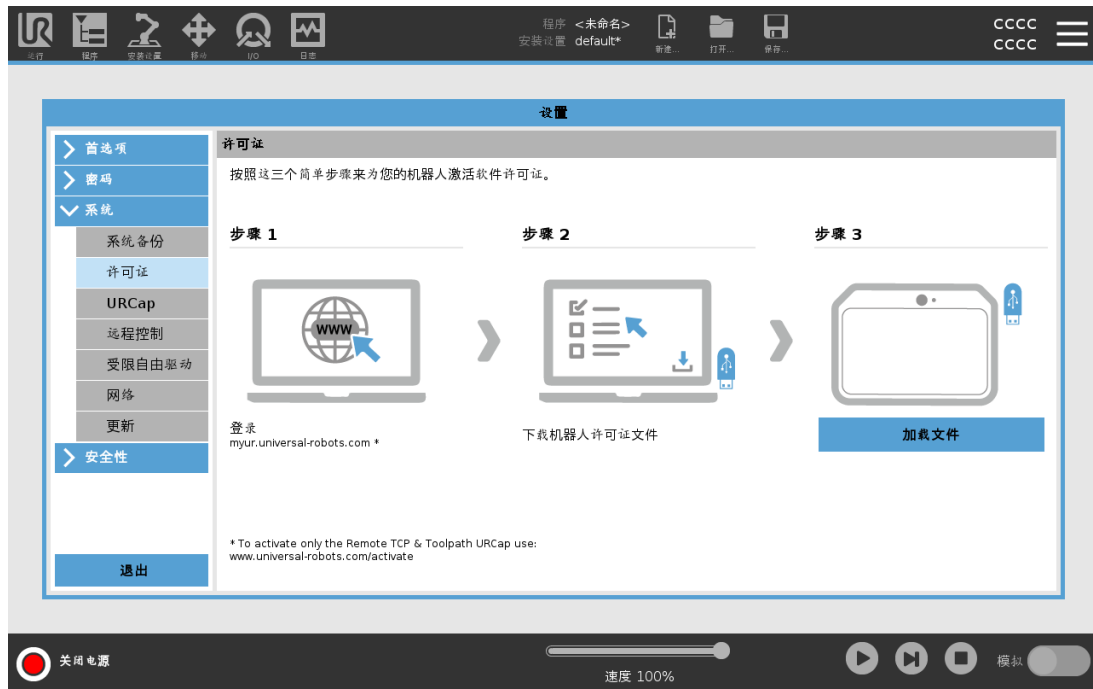 程序 <未命名>
安装设置 default*
CCCC
CCCC
运行 程序 安装设置 移动 I/O 日志 新建... 打开... 保存...
设置
首选项
密码
系统
系统备份
许可证
URCap
远程控制
受限自由驱动
网络
更新
安全性
退出
许可证
按照这三个简单步骤来为您的机器人激活软件许可证。
步骤 1
WWW
登录
myur.universal-robots.com *
步骤 2
下载机器人许可证文件
步骤 3
加载文件
* To activate only the Remote TCP & Toolpath URCap use:
www.universal-robots.com/activate
关闭电源
速度 100%
模拟